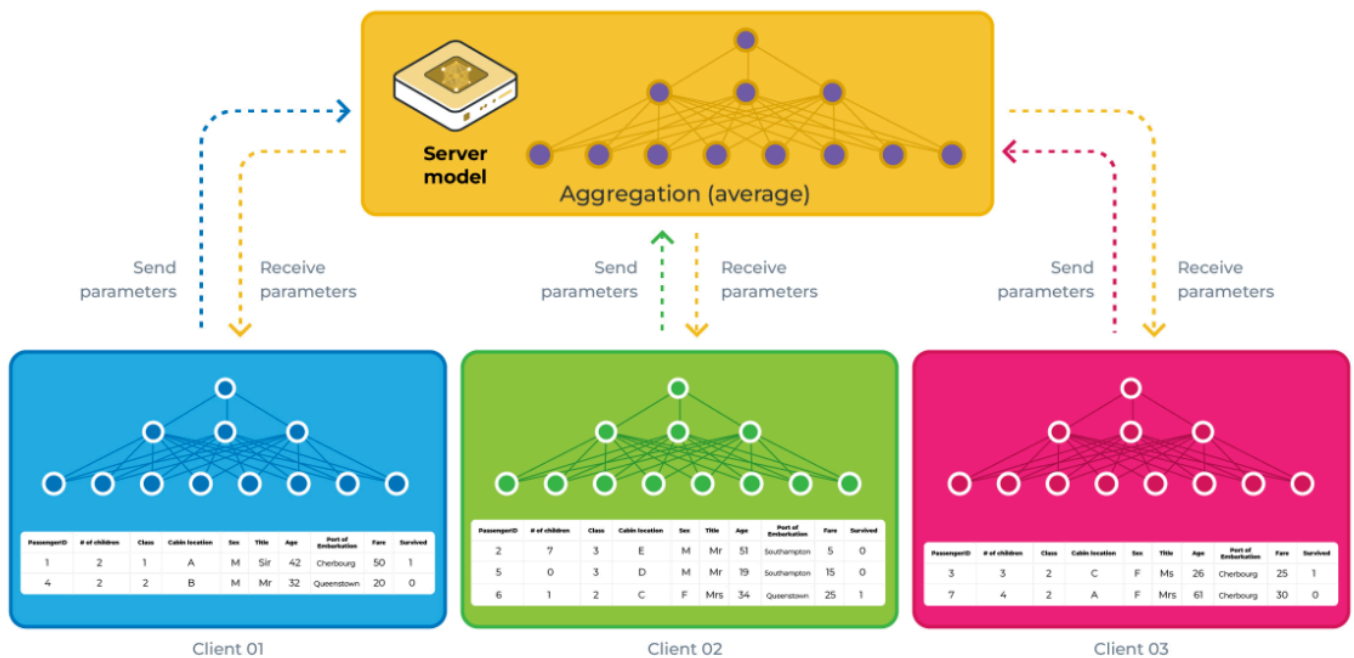 Server
model
Aggregation (average)
Send
parameters
Receive
parameters
Send
parameters
Receive
parameters
Send
parameters
Receive
parameters
PassengerID # of children Class Cabin location Sex Title Age Port of Embarkation Fare Survived
1 2 1 A M Sir 42 Cherbourg 50 1
4 2 2 B M Mr 32 Queenstown 20 0
Client 01
PassengerID # of children Class Cabin location Sex Title Age Port of Embarkation Fare Survived
2 7 3 E M Mr 51 Southampton 5 0
5 0 3 D M Mr 19 Southampton 15 0
6 1 2 C F Mrs 34 Queenstown 25 1
Client 02
PassengerID # of children Class Cabin location Sex Title Age Port of Embarkation Fare Survived
3 3 2 C F Ms 26 Cherbourg 25 1
7 4 2 A F Mrs 61 Cherbourg 30 0
Client 03